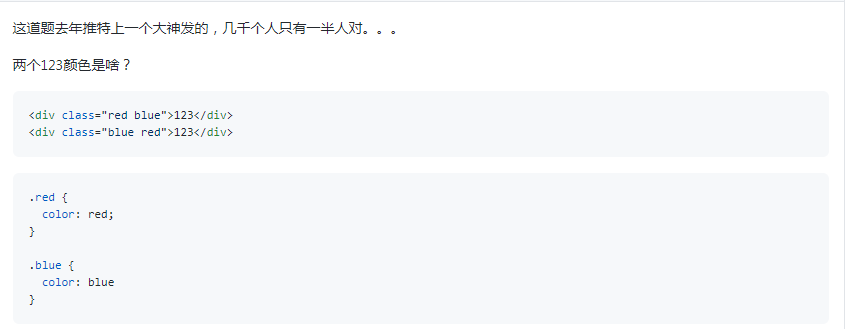 这道题去年推特上一个大神发的，几千个人只有一半人对。。。
两个123颜色是啥？
<div class="red blue">123</div>
<div class="blue red">123</div>
.red {
  color: red;
}
.blue {
  color: blue
}